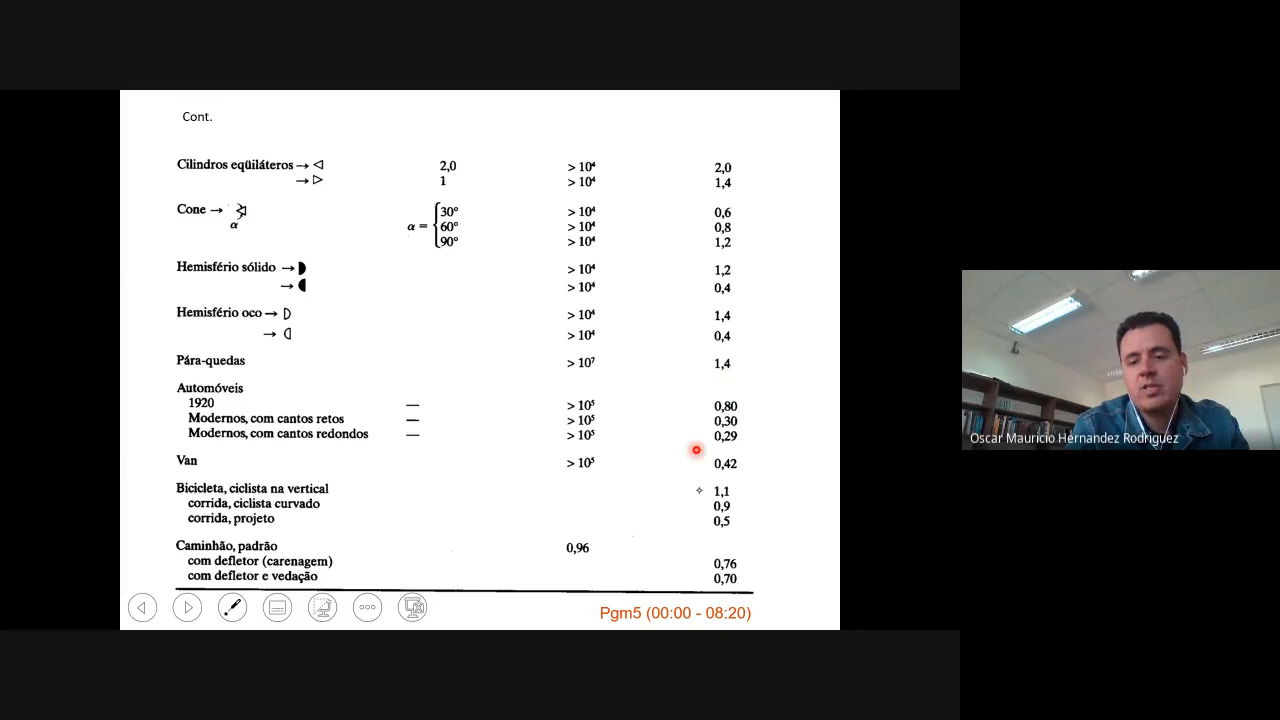 Cont.
Cilindros eqüiláteros → ◁ 2,0 > 10⁴ 2,0
→ ▷ 1 > 10⁴ 1,4
Cone → α = 30° > 10⁴ 0,6
α 60° > 10⁴ 0,8
90° > 10⁴ 1,2
Hemisfério sólido → > 10⁴ 1,2
→ > 10⁴ 0,4
Hemisfério oco → > 10⁴ 1,4
→ > 10⁴ 0,4
Pára-quedas > 10⁷ 1,4
Automóveis
1920 — > 10⁵ 0,80
Modernos, com cantos retos — > 10⁵ 0,30
Modernos, com cantos redondos — > 10⁵ 0,29
Van > 10⁵ 0,42
Bicicleta, ciclista na vertical 1,1
corrida, ciclista curvado 0,9
corrida, projeto 0,5
Caminhão, padrão 0,96
com defletor (carenagem) 0,76
com defletor e vedação 0,70
Pgm5 (00:00 - 08:20)
Oscar Mauricio Hernandez Rodriguez